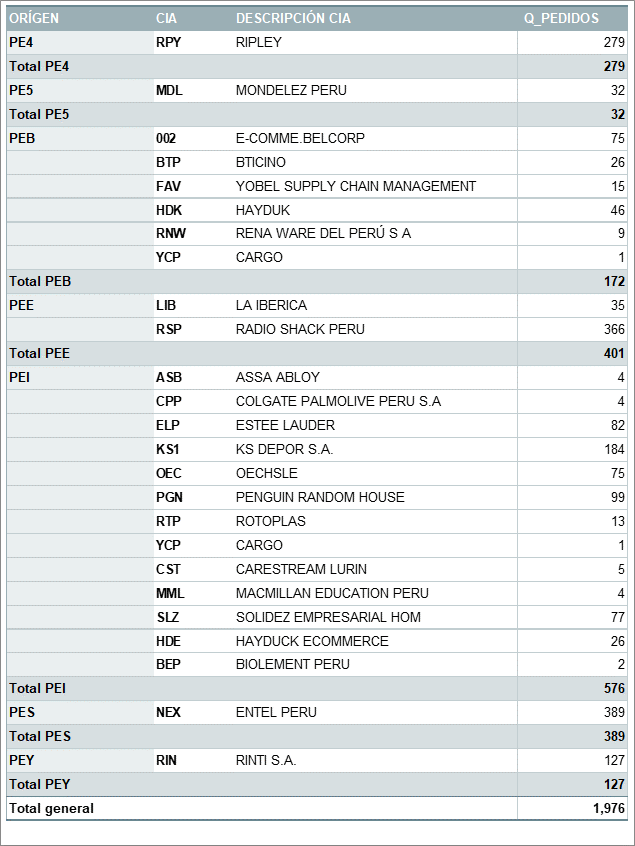 ORÍGEN CIA DESCRIPCIÓN CIA Q_PEDIDOS
PE4 RPY RIPLEY 279
Total PE4 279
PE5 MDL MONDELEZ PERU 32
Total PE5 32
PEB 002 E-COMME.BELCORP 75
BTP BTICINO 26
FAV YOBEL SUPPLY CHAIN MANAGEMENT 15
HDK HAYDUK 46
RNW RENA WARE DEL PERÚ S A 9
YCP CARGO 1
Total PEB 172
PEE LIB LA IBERICA 35
RSP RADIO SHACK PERU 366
Total PEE 401
PEI ASB ASSA ABLOY 4
CPP COLGATE PALMOLIVE PERU S.A 4
ELP ESTEE LAUDER 82
KS1 KS DEPOR S.A. 184
OEC OECHSLE 75
PGN PENGUIN RANDOM HOUSE 99
RTP ROTOPLAS 13
YCP CARGO 1
CST CARESTREAM LURIN 5
MML MACMILLAN EDUCATION PERU 4
SLZ SOLIDEZ EMPRESARIAL HOM 77
HDE HAYDUCK ECOMMERCE 26
BEP BIOLEMENT PERU 2
Total PEI 576
PES NEX ENTEL PERU 389
Total PES 389
PEY RIN RINTI S.A. 127
Total PEY 127
Total general 1,976